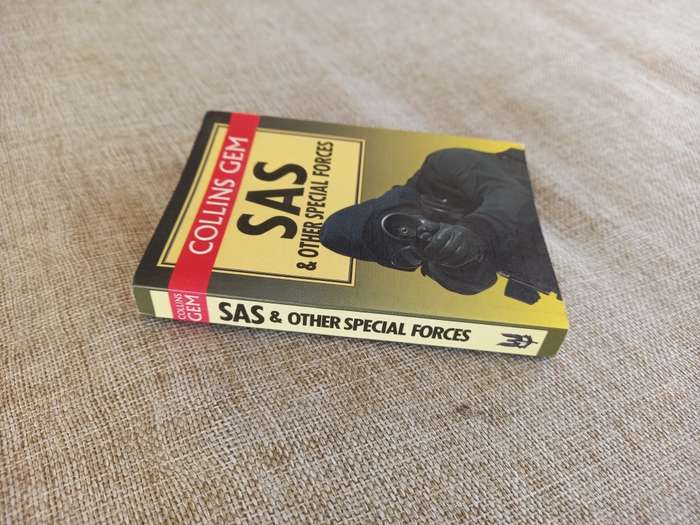 COLLINS GEM
SAS
& OTHER SPECIAL FORCES
COLLINS
GEM
SAS & OTHER SPECIAL FORCES